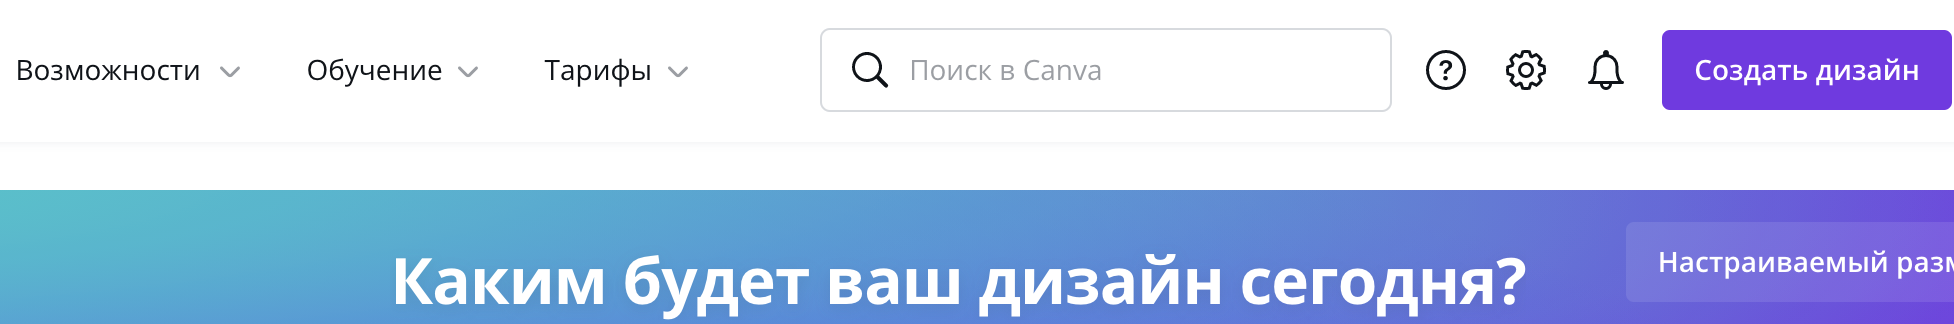 Возможности Обучение Тарифы Поиск в Canva Создать дизайн
Настраиваемый
Каким будет ваш дизайн сегодня?